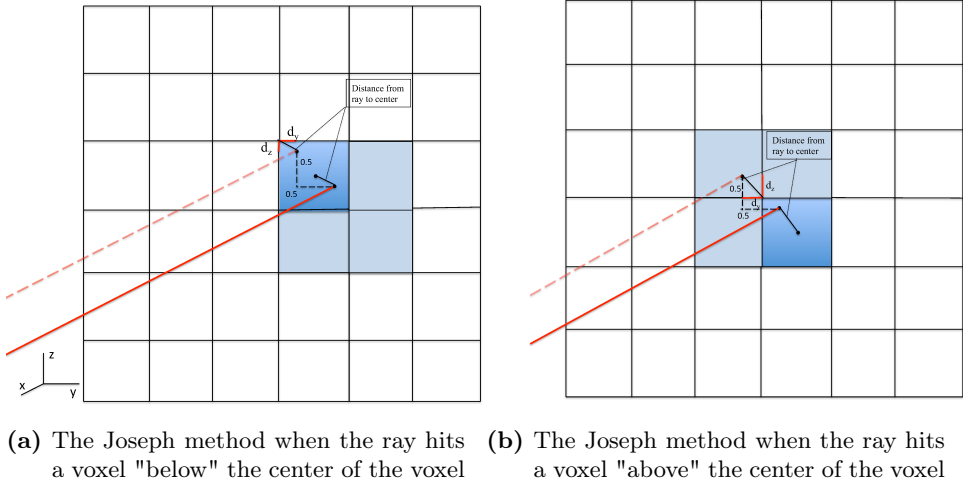 Distance from
ray to center
d_y
d_z
0.5
0.5
z
x
y
(a) The Joseph method when the ray hits
a voxel "below" the center of the voxel
Distance from
ray to center
0.5
d_z
d_y
0.5
(b) The Joseph method when the ray hits
a voxel "above" the center of the voxel